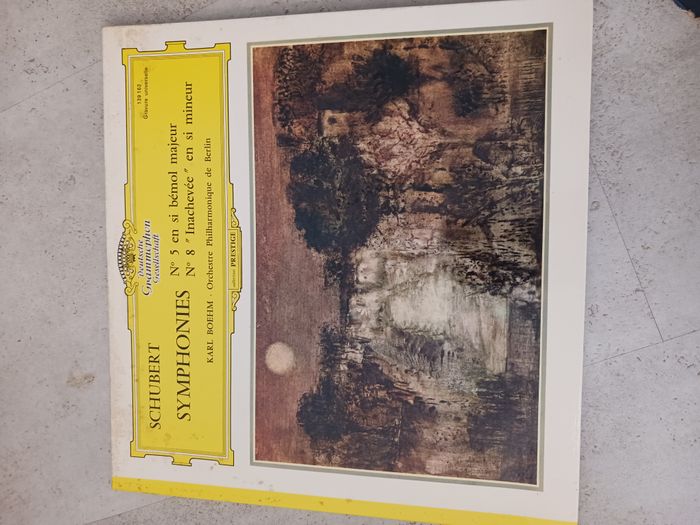 139 162
Gravure universelle
Deutsche
Grammophon
Gesellschaft
SCHUBERT
SYMPHONIES
N° 5 en si bémol majeur
N° 8 "Inachevée" en si mineur
KARL BOEHM · Orchestre Philharmonique de Berlin
édition PRESTIGE